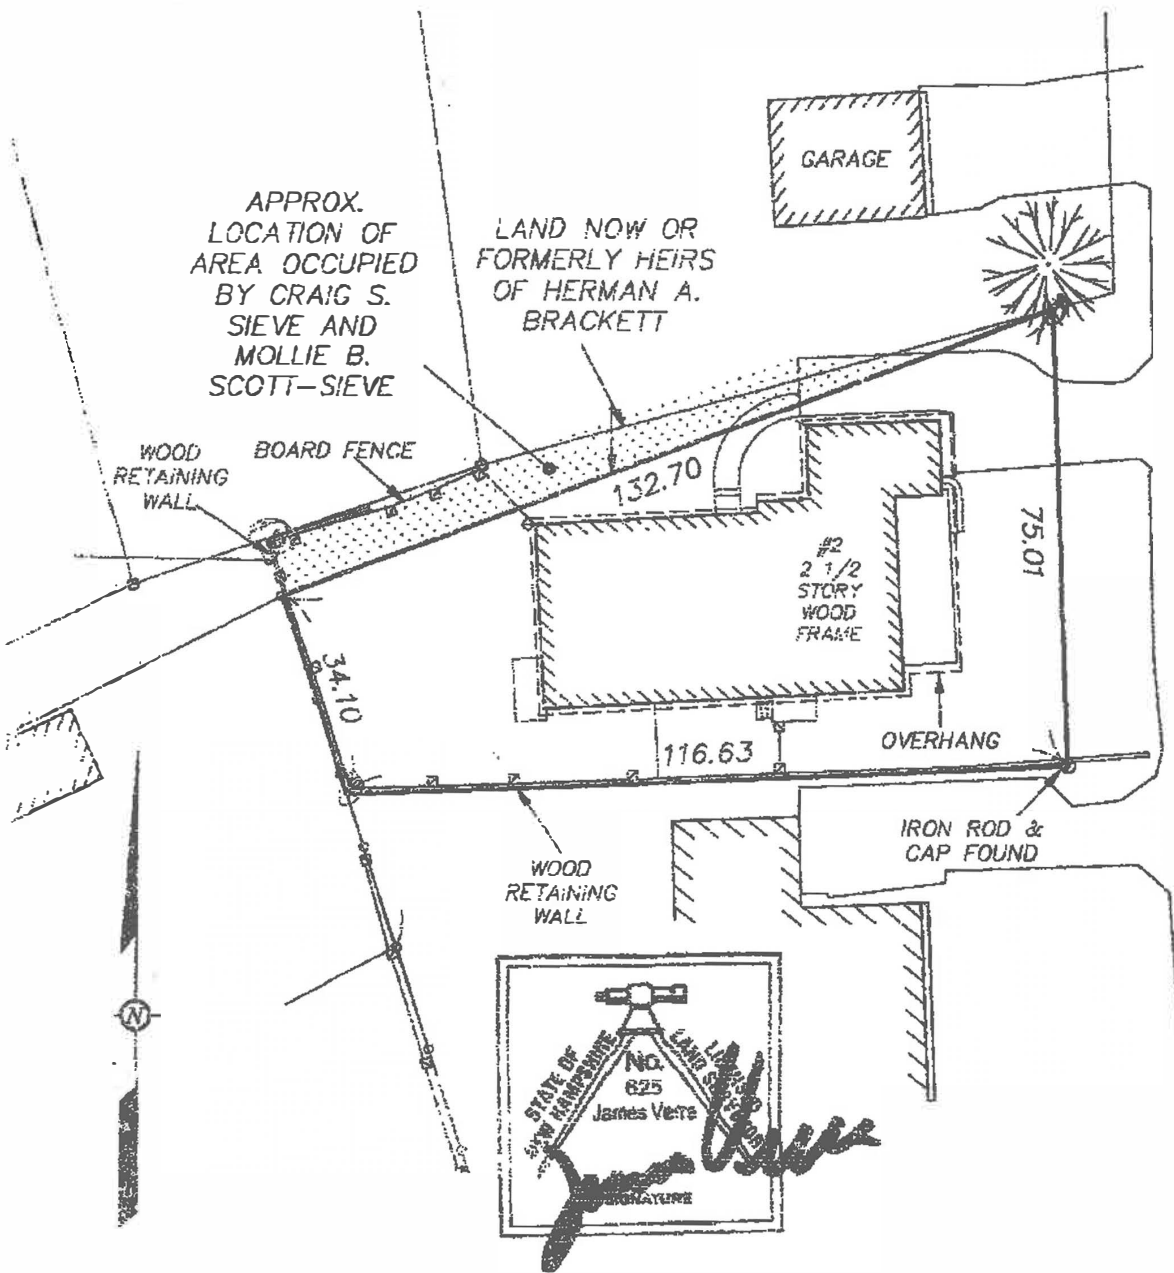 GARAGE
APPROX.
LOCATION OF
AREA OCCUPIED
BY CRAIG S.
SIEVE AND
MOLLIE B.
SCOTT-SIEVE
LAND NOW OR
FORMERLY HEIRS
OF HERMAN A.
BRACKETT
WOOD
RETAINING
WALL
BOARD FENCE
132.70
#2
2 1/2
STORY
WOOD
FRAME
75.01
34.10
116.63
OVERHANG
IRON ROD &
CAP FOUND
WOOD
RETAINING
WALL
N
STATE OF
NEW HAMPSHIRE
LICENSED
LAND SURVEYOR
No.
625
James Verra
SIGNATURE